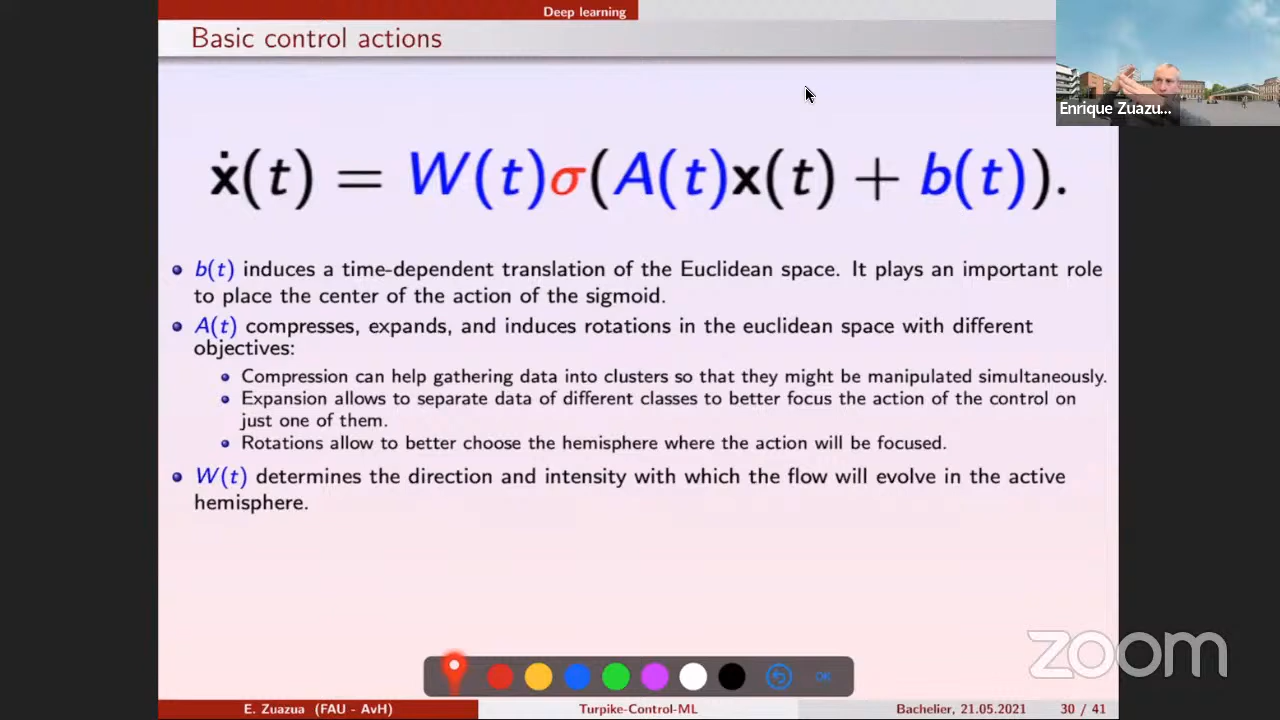 Deep learning
Basic control actions
Enrique Zuazu...
ẋ(t) = W(t)σ(A(t)x(t) + b(t)).
b(t) induces a time-dependent translation of the Euclidean space. It plays an important role
to place the center of the action of the sigmoid.
A(t) compresses, expands, and induces rotations in the euclidean space with different
objectives:
Compression can help gathering data into clusters so that they might be manipulated simultaneously.
Expansion allows to separate data of different classes to better focus the action of the control on
just one of them.
Rotations allow to better choose the hemisphere where the action will be focused.
W(t) determines the direction and intensity with which the flow will evolve in the active
hemisphere.
zoom
OK
E. Zuazua (FAU - AvH) Turpike-Control-ML Bachelier, 21.05.2021 30 / 41